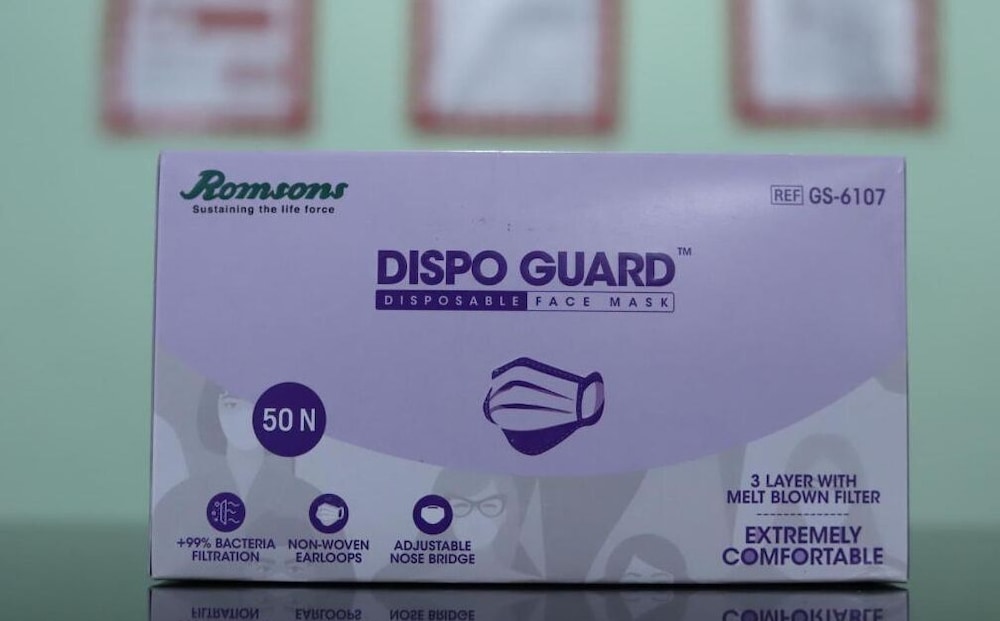 Romsons
Sustaining the life force
REF GS-6107
DISPO GUARD™
DISPOSABLE FACE MASK
50 N
+99% BACTERIA
FILTRATION
NON-WOVEN
EARLOOPS
ADJUSTABLE
NOSE BRIDGE
3 LAYER WITH
MELT BLOWN FILTER
EXTREMELY
COMFORTABLE